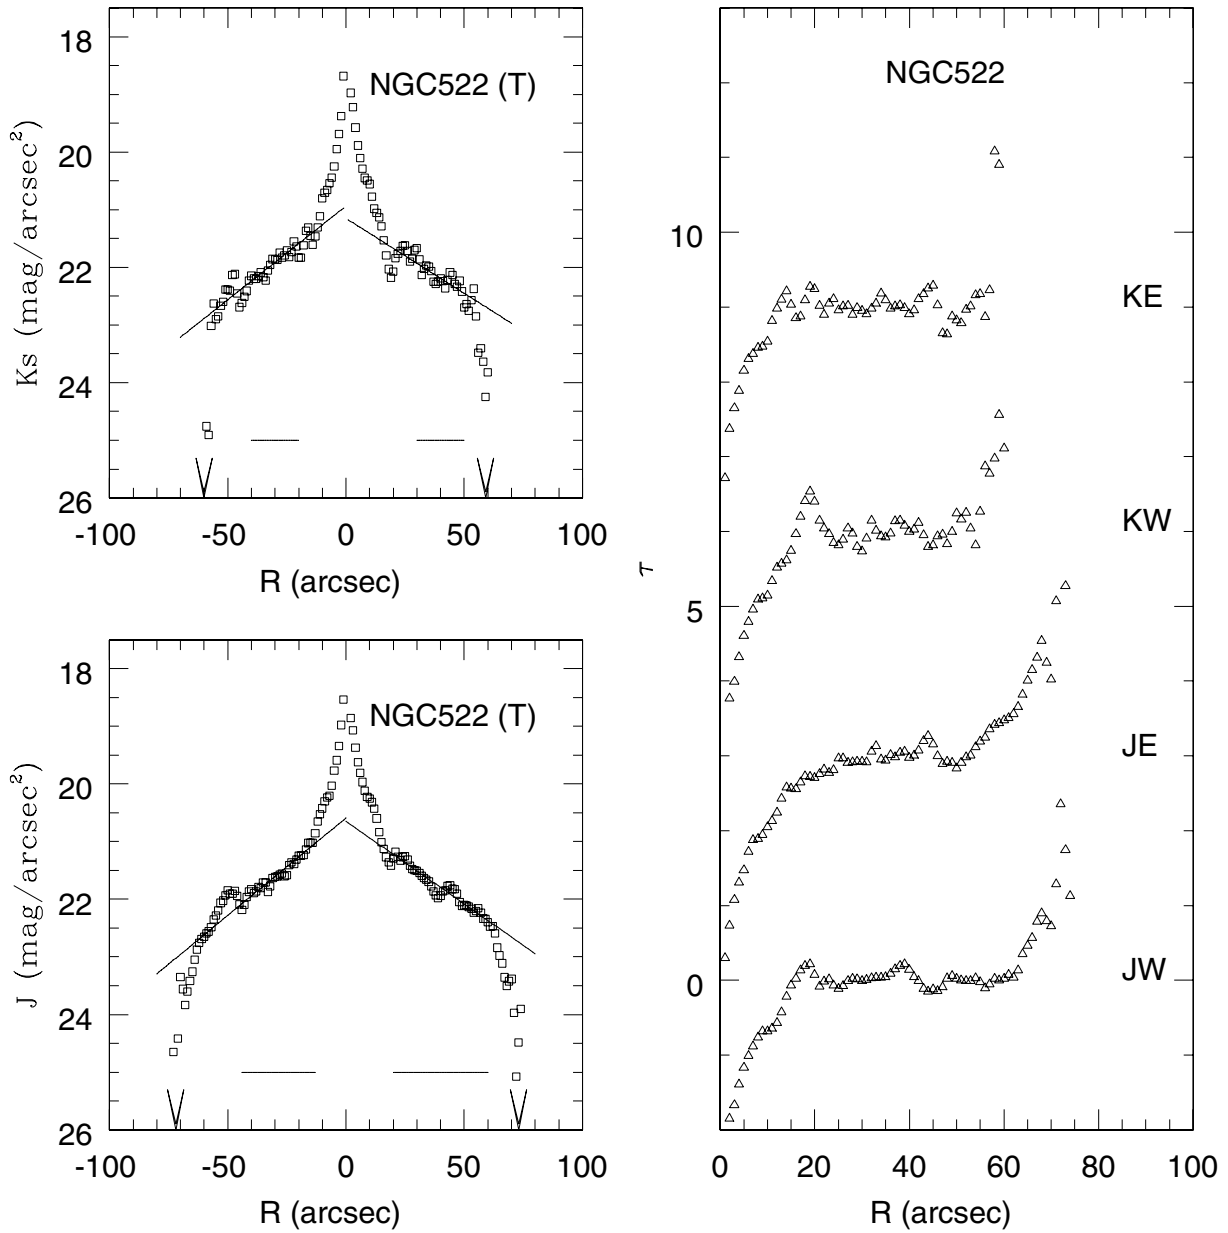 NGC522 (T)
Ks (mag/arcsec²)
18
20
22
24
26
-100 -50 0 50 100
R (arcsec)
NGC522 (T)
J (mag/arcsec²)
18
20
22
24
26
-100 -50 0 50 100
R (arcsec)
NGC522
τ
10
5
0
KE
KW
JE
JW
0 20 40 60 80 100
R (arcsec)